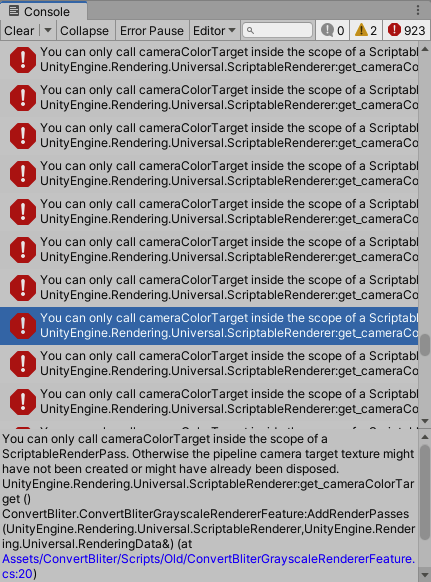 Console
Clear Collapse Error Pause Editor 0 2 923
You can only call cameraColorTarget inside the scope of a Scriptabl
UnityEngine.Rendering.Universal.ScriptableRenderer:get_cameraCo
You can only call cameraColorTarget inside the scope of a Scriptabl
UnityEngine.Rendering.Universal.ScriptableRenderer:get_cameraCo
You can only call cameraColorTarget inside the scope of a Scriptabl
UnityEngine.Rendering.Universal.ScriptableRenderer:get_cameraCo
You can only call cameraColorTarget inside the scope of a Scriptabl
UnityEngine.Rendering.Universal.ScriptableRenderer:get_cameraCo
You can only call cameraColorTarget inside the scope of a Scriptabl
UnityEngine.Rendering.Universal.ScriptableRenderer:get_cameraCo
You can only call cameraColorTarget inside the scope of a Scriptabl
UnityEngine.Rendering.Universal.ScriptableRenderer:get_cameraCo
You can only call cameraColorTarget inside the scope of a Scriptabl
UnityEngine.Rendering.Universal.ScriptableRenderer:get_cameraCo
You can only call cameraColorTarget inside the scope of a Scriptabl
UnityEngine.Rendering.Universal.ScriptableRenderer:get_cameraCo
You can only call cameraColorTarget inside the scope of a Scriptabl
UnityEngine.Rendering.Universal.ScriptableRenderer:get_cameraCo
You can only call cameraColorTarget inside the scope of a Scriptabl
UnityEngine.Rendering.Universal.ScriptableRenderer:get_cameraCo
You can only call cameraColorTarget inside the scope of a
ScriptableRenderPass. Otherwise the pipeline camera target texture might
have not been created or might have already been disposed.
UnityEngine.Rendering.Universal.ScriptableRenderer:get_cameraColorTar
get ()
ConvertBliter.ConvertBliterGrayscaleRendererFeature:AddRenderPasses
(UnityEngine.Rendering.Universal.ScriptableRenderer,UnityEngine.Rende
ring.Universal.RenderingData&) (at
Assets/ConvertBliter/Scripts/Old/ConvertBliterGrayscaleRendererFeature.
cs:20)